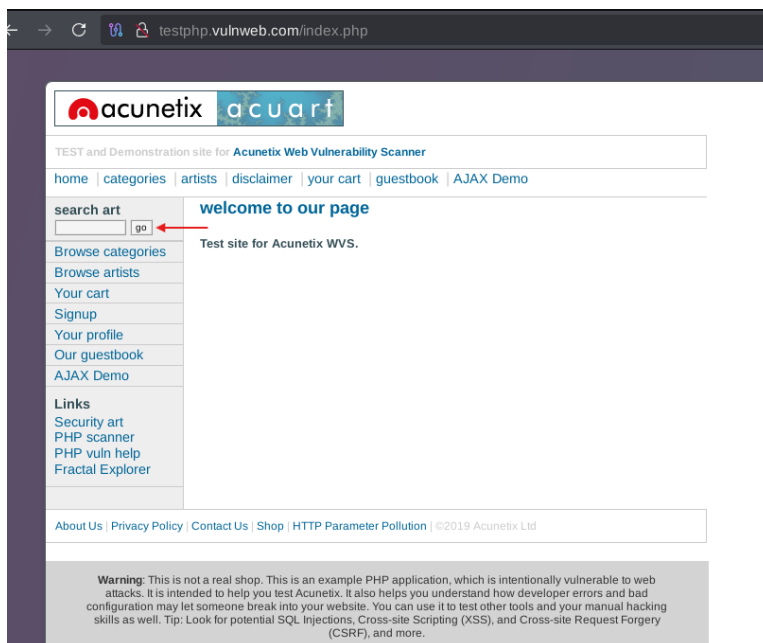 testphp.vulnweb.com/index.php
acunetix acuart
TEST and Demonstration site for Acunetix Web Vulnerability Scanner
home | categories | artists | disclaimer | your cart | guestbook | AJAX Demo
search art
go
welcome to our page
Test site for Acunetix WVS.
Browse categories
Browse artists
Your cart
Signup
Your profile
Our guestbook
AJAX Demo
Links
Security art
PHP scanner
PHP vuln help
Fractal Explorer
About Us | Privacy Policy | Contact Us | Shop | HTTP Parameter Pollution | ©2019 Acunetix Ltd
Warning: This is not a real shop. This is an example PHP application, which is intentionally vulnerable to web
attacks. It is intended to help you test Acunetix. It also helps you understand how developer errors and bad
configuration may let someone break into your website. You can use it to test other tools and your manual hacking
skills as well. Tip: Look for potential SQL Injections, Cross-site Scripting (XSS), and Cross-site Request Forgery
(CSRF), and more.